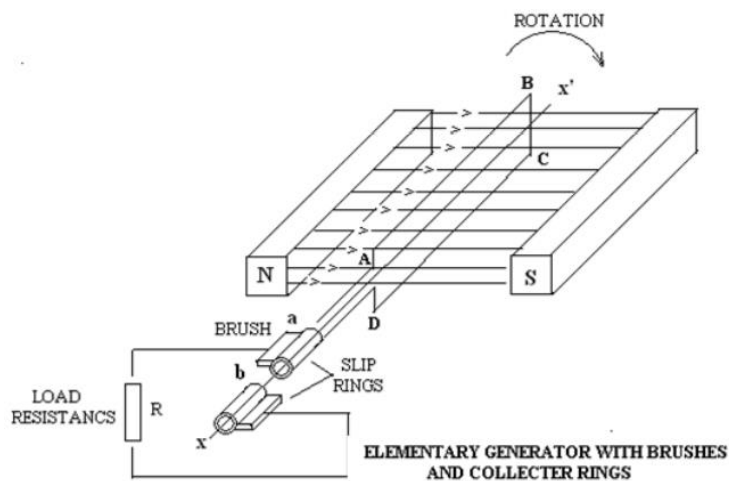 ROTATION
B
x'
C
N
A
S
D
a
BRUSH
b
SLIP
RINGS
LOAD
RESISTANCS
R
x
ELEMENTARY GENERATOR WITH BRUSHES
AND COLLECTER RINGS